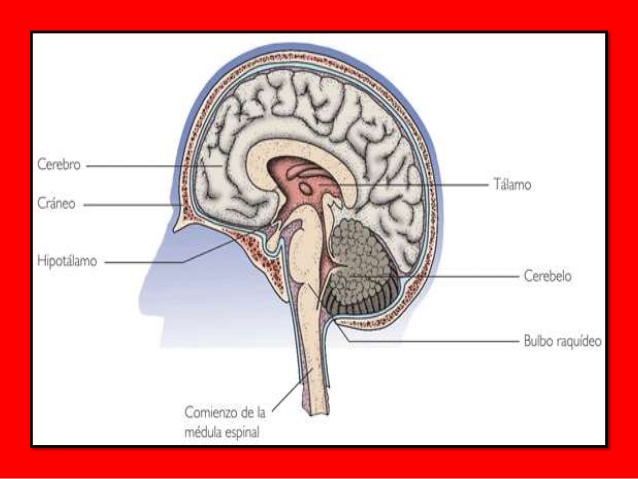 Cerebro
Cráneo
Hipotálamo
Tálamo
Cerebelo
Bulbo raquídeo
Comienzo de la
médula espinal